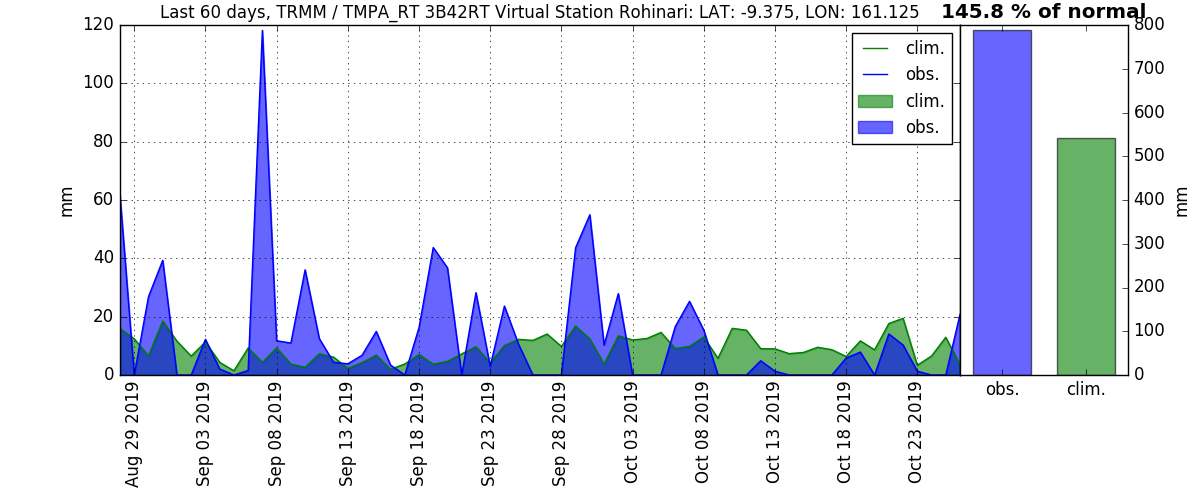 Last 60 days, TRMM / TMPA_RT 3B42RT Virtual Station Rohinari: LAT: -9.375, LON: 161.125
145.8 % of normal
120
100
80
60
40
20
0
mm
clim.
obs.
clim.
obs.
800
700
600
500
400
300
200
100
0
mm
Aug 29 2019
Sep 03 2019
Sep 08 2019
Sep 13 2019
Sep 18 2019
Sep 23 2019
Sep 28 2019
Oct 03 2019
Oct 08 2019
Oct 13 2019
Oct 18 2019
Oct 23 2019
obs.
clim.